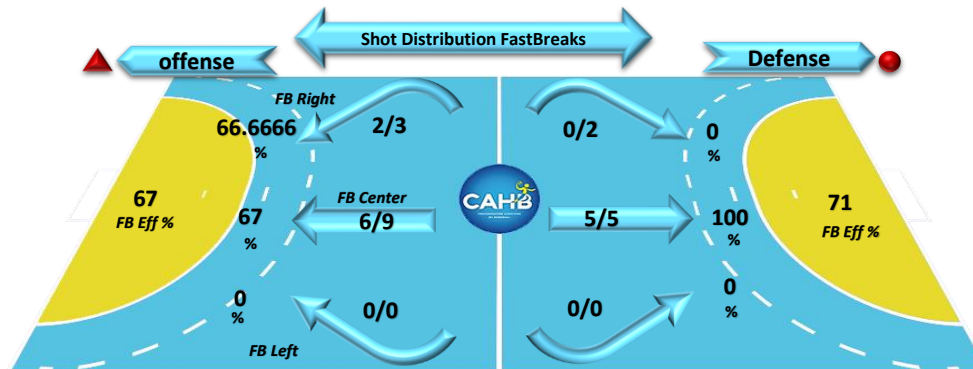 Shot Distribution FastBreaks
offense
Defense
FB Right
66.6666
%
2/3
0/2
0
%
67
FB Eff %
67
%
FB Center
6/9
CAHB
5/5
100
%
71
FB Eff %
0
%
0/0
0/0
0
%
FB Left